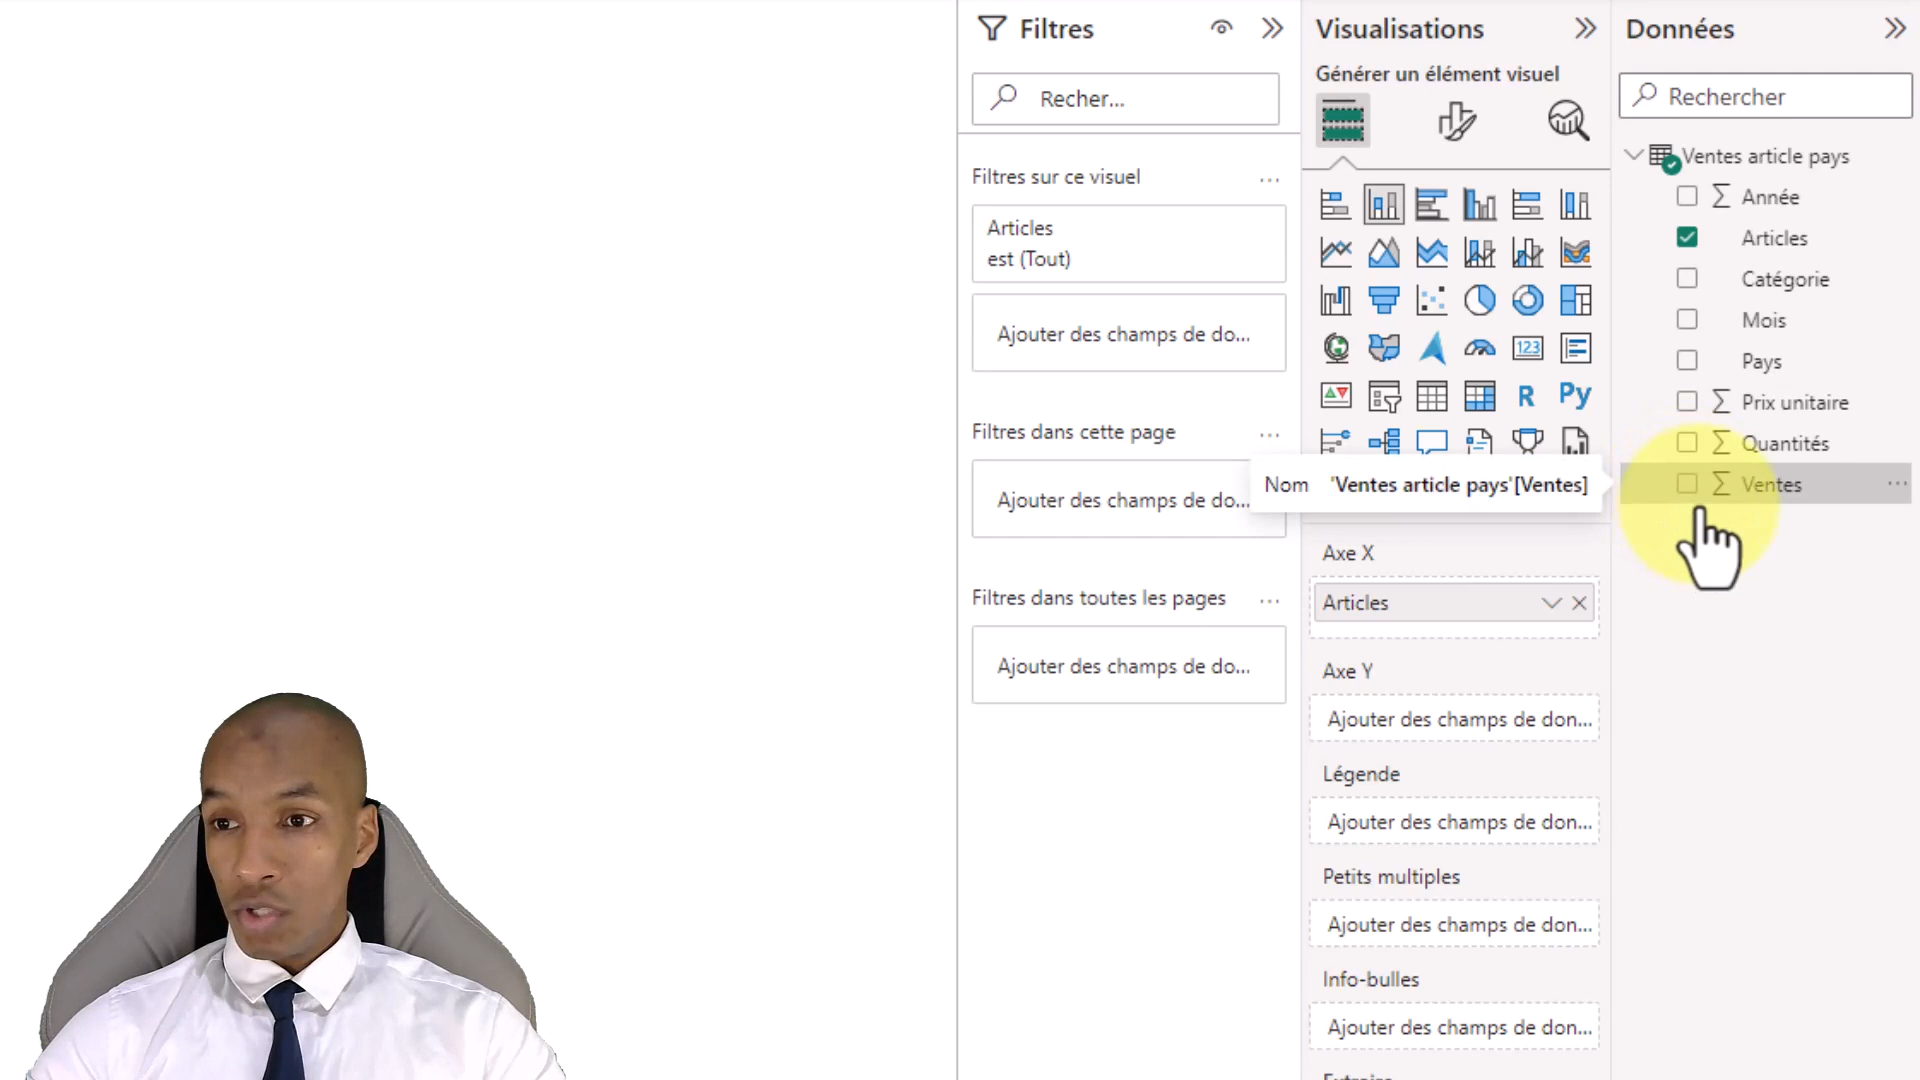 Filtres
Recher...
Filtres sur ce visuel
Articles
est (Tout)
Ajouter des champs de do...
Filtres dans cette page
Ajouter des champs de do...
Filtres dans toutes les pages
Ajouter des champs de do...
Visualisations
Générer un élément visuel
123
R
Py
Nom 'Ventes article pays'[Ventes]
Axe X
Articles
Axe Y
Ajouter des champs de don...
Légende
Ajouter des champs de don...
Petits multiples
Ajouter des champs de don...
Info-bulles
Ajouter des champs de don...
Données
Rechercher
Ventes article pays
Année
Articles
Catégorie
Mois
Pays
Prix unitaire
Quantités
Ventes